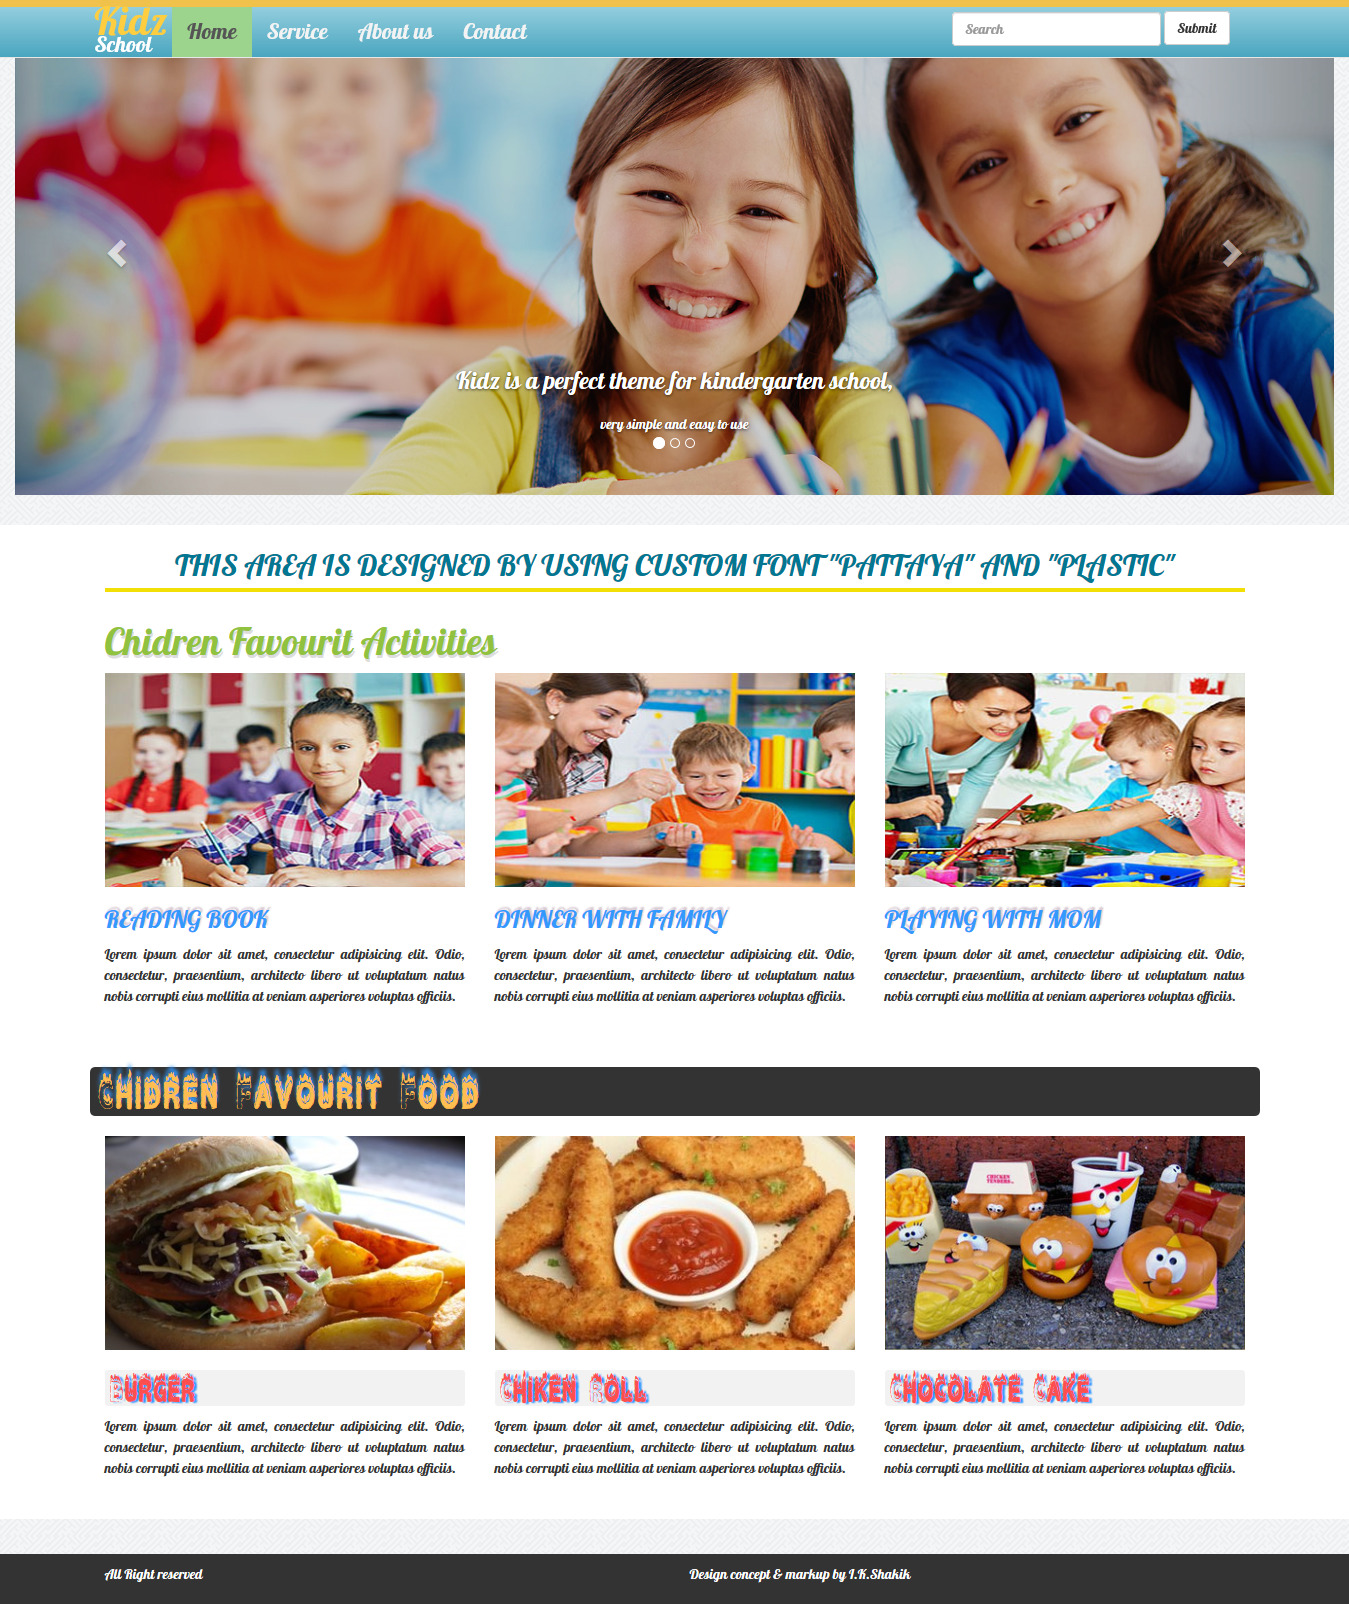 Kidz
School
Home Service About us Contact
Search Submit
Kidz is a perfect theme for kindergarten school,
very simple and easy to use
THIS AREA IS DESIGNED BY USING CUSTOM FONT "PATTAYA" AND "PLASTIC"
Chidren Favourit Activities
READING BOOK
Lorem ipsum dolor sit amet, consectetur adipisicing elit. Odio,
consectetur, praesentium, architecto libero ut voluptatum natus
nobis corrupti eius mollitia at veniam asperiores voluptas officiis.
DINNER WITH FAMILY
Lorem ipsum dolor sit amet, consectetur adipisicing elit. Odio,
consectetur, praesentium, architecto libero ut voluptatum natus
nobis corrupti eius mollitia at veniam asperiores voluptas officiis.
PLAYING WITH MOM
Lorem ipsum dolor sit amet, consectetur adipisicing elit. Odio,
consectetur, praesentium, architecto libero ut voluptatum natus
nobis corrupti eius mollitia at veniam asperiores voluptas officiis.
CHIDREN FAVOURIT FOOD
CHICKEN
TENDERS
BURGER
Lorem ipsum dolor sit amet, consectetur adipisicing elit. Odio,
consectetur, praesentium, architecto libero ut voluptatum natus
nobis corrupti eius mollitia at veniam asperiores voluptas officiis.
CHIKEN ROLL
Lorem ipsum dolor sit amet, consectetur adipisicing elit. Odio,
consectetur, praesentium, architecto libero ut voluptatum natus
nobis corrupti eius mollitia at veniam asperiores voluptas officiis.
CHOCOLATE CAKE
Lorem ipsum dolor sit amet, consectetur adipisicing elit. Odio,
consectetur, praesentium, architecto libero ut voluptatum natus
nobis corrupti eius mollitia at veniam asperiores voluptas officiis.
All Right reserved
Design concept & markup by I.K.Shakik